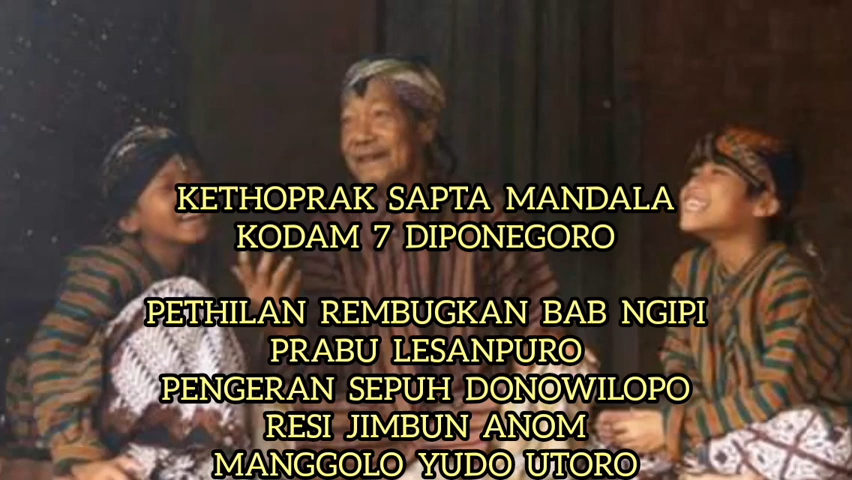 KETHOPRAK SAPTA MANDALA
KODAM 7 DIPONEGORO
PETHILAN REMBUGKAN BAB NGIPI
PRABU LESANPURO
PENGERAN SEPUH DONOWILOPO
RESI JIMBUN ANOM
MANGGOLO YUDO UTORO